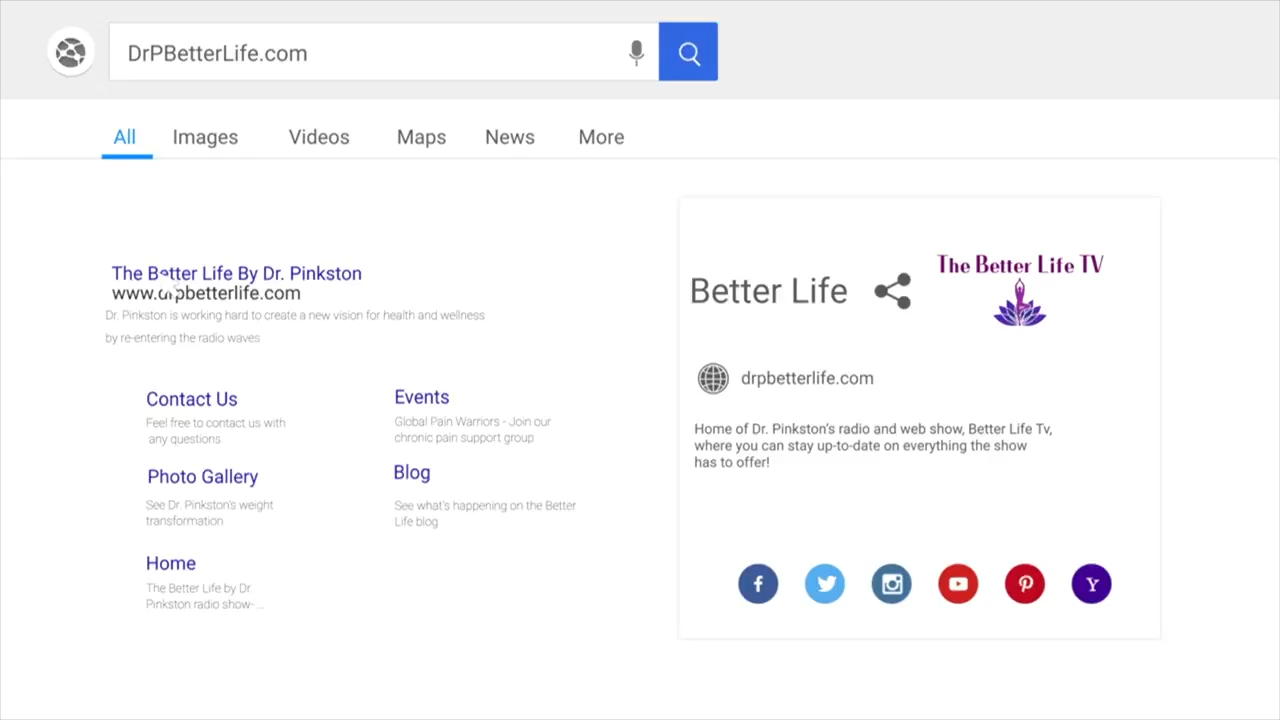 DrPBetterLife.com
All Images Videos Maps News More
The Better Life By Dr. Pinkston
www.drpbetterlife.com
Dr. Pinkston is working hard to create a new vision for health and wellness
by re-entering the radio waves
Contact Us
Feel free to contact us with
any questions
Events
Global Pain Warriors - Join our
chronic pain support group
Photo Gallery
See Dr. Pinkston's weight
transformation
Blog
See what's happening on the Better
Life blog
Home
The Better Life by Dr.
Pinkston radio show- ...
Better Life
The Better Life TV
drpbetterlife.com
Home of Dr. Pinkston's radio and web show, Better Life Tv,
where you can stay up-to-date on everything the show
has to offer!